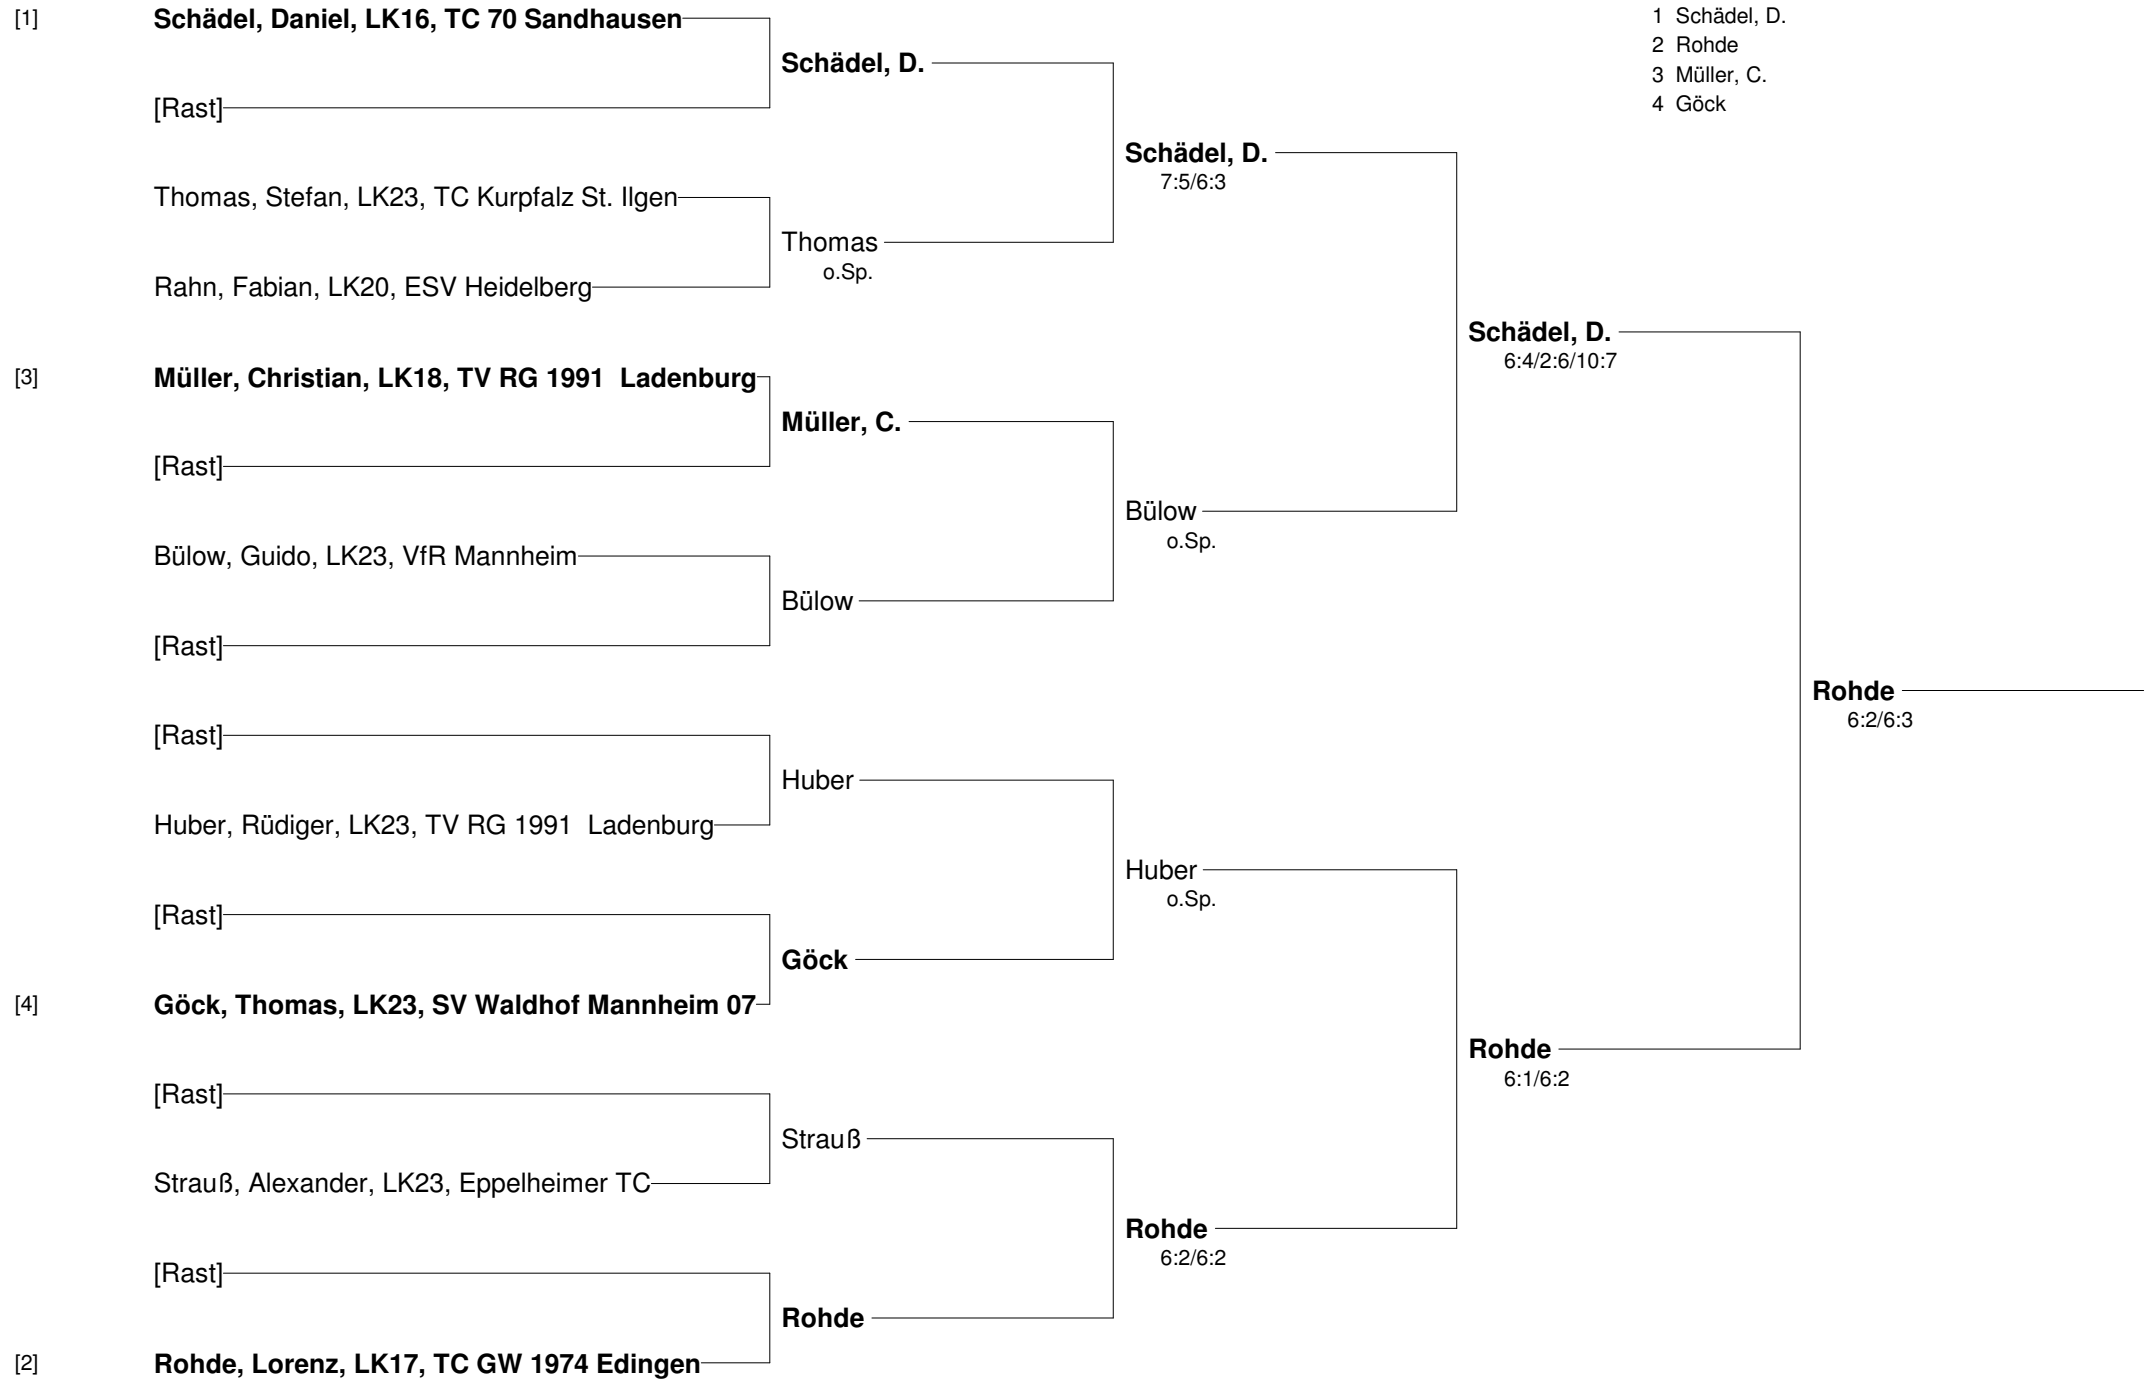 [1] Schädel, Daniel, LK16, TC 70 Sandhausen
[Rast]
Thomas, Stefan, LK23, TC Kurpfalz St. Ilgen
Rahn, Fabian, LK20, ESV Heidelberg
[3] Müller, Christian, LK18, TV RG 1991  Ladenburg
[Rast]
Bülow, Guido, LK23, VfR Mannheim
[Rast]
[Rast]
Huber, Rüdiger, LK23, TV RG 1991  Ladenburg
[Rast]
[4] Göck, Thomas, LK23, SV Waldhof Mannheim 07
[Rast]
Strauß, Alexander, LK23, Eppelheimer TC
[Rast]
[2] Rohde, Lorenz, LK17, TC GW 1974 Edingen
Schädel, D.
Thomas
o.Sp.
Müller, C.
Bülow
Huber
Göck
Strauß
Rohde
Schädel, D.
7:5/6:3
Bülow
o.Sp.
Huber
o.Sp.
Rohde
6:2/6:2
Schädel, D.
6:4/2:6/10:7
Rohde
6:1/6:2
Rohde
6:2/6:3
1 Schädel, D.
2 Rohde
3 Müller, C.
4 Göck